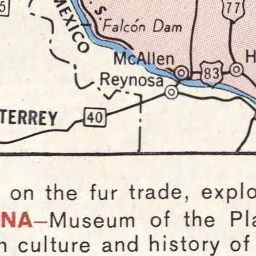 77
S.
Falcón Dam
MEXICO
McAllen
83
Reynosa
TERREY
40
on the fur trade, explo
NA—Museum of the Pla
culture and history of